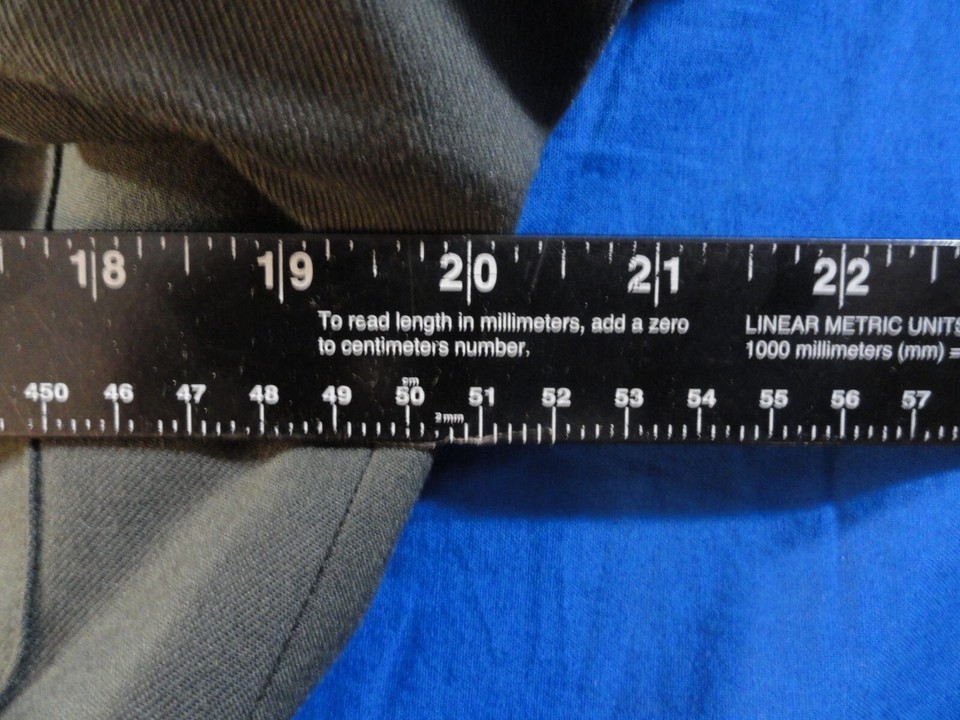 18 19 20 21 22
To read length in millimeters, add a zero
to centimeters number.
LINEAR METRIC UNITS
1000 millimeters (mm) =
cm
450 46 47 48 49 50 51 52 53 54 55 56 57
2mm